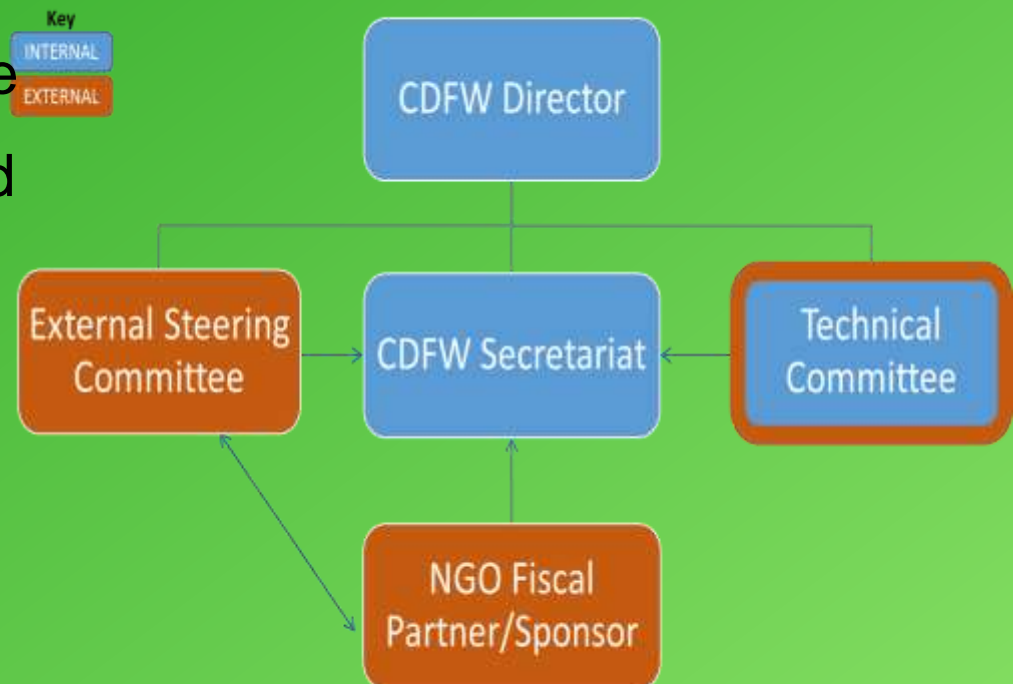 Key
INTERNAL
EXTERNAL
e
d
CDFW Director
External Steering
Committee
CDFW Secretariat
Technical
Committee
NGO Fiscal
Partner/Sponsor